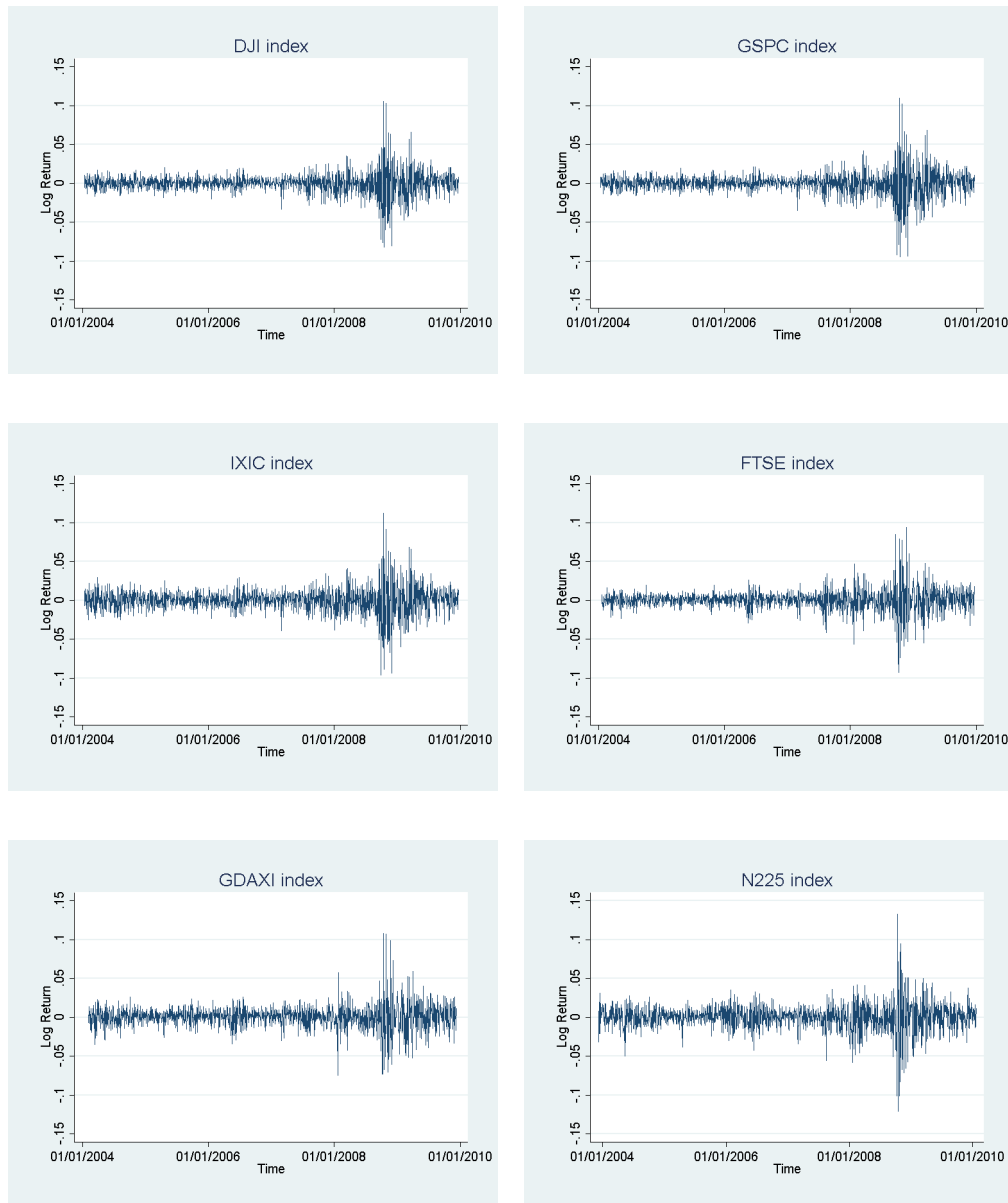 DJI index
Log Return
.15
.1
.05
0
-.05
-.1
-.15
01/01/2004 01/01/2006 01/01/2008 01/01/2010
Time
GSPC index
Log Return
.15
.1
.05
0
-.05
-.1
-.15
01/01/2004 01/01/2006 01/01/2008 01/01/2010
Time
IXIC index
Log Return
.15
.1
.05
0
-.05
-.1
-.15
01/01/2004 01/01/2006 01/01/2008 01/01/2010
Time
FTSE index
Log Return
.15
.1
.05
0
-.05
-.1
-.15
01/01/2004 01/01/2006 01/01/2008 01/01/2010
Time
GDAXI index
Log Return
.15
.1
.05
0
-.05
-.1
-.15
01/01/2004 01/01/2006 01/01/2008 01/01/2010
Time
N225 index
Log Return
.15
.1
.05
0
-.05
-.1
-.15
01/01/2004 01/01/2006 01/01/2008 01/01/2010
Time